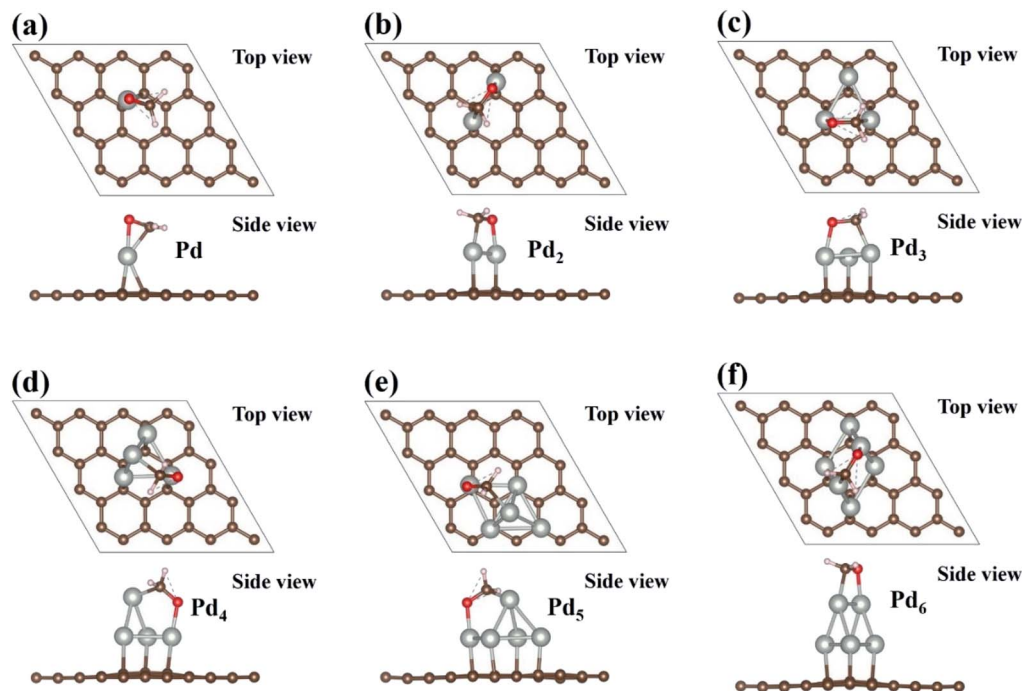 (a)
Top view
Side view
Pd
(b)
Top view
Side view
Pd₂
(c)
Top view
Side view
Pd₃
(d)
Top view
Side view
Pd₄
(e)
Top view
Side view
Pd₅
(f)
Top view
Side view
Pd₆